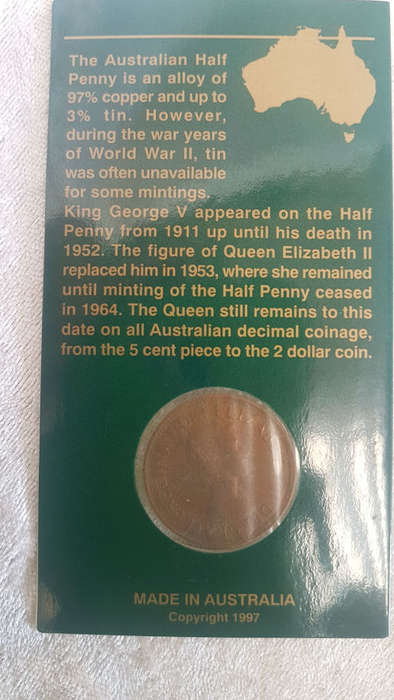 The Australian Half
Penny is an alloy of
97% copper and up to
3% tin. However,
during the war years
of World War II, tin
was often unavailable
for some mintings.
King George V appeared on the Half
Penny from 1911 up until his death in
1952. The figure of Queen Elizabeth II
replaced him in 1953, where she remained
until minting of the Half Penny ceased
in 1964. The Queen still remains to this
date on all Australian decimal coinage,
from the 5 cent piece to the 2 dollar coin.
MADE IN AUSTRALIA
Copyright 1997